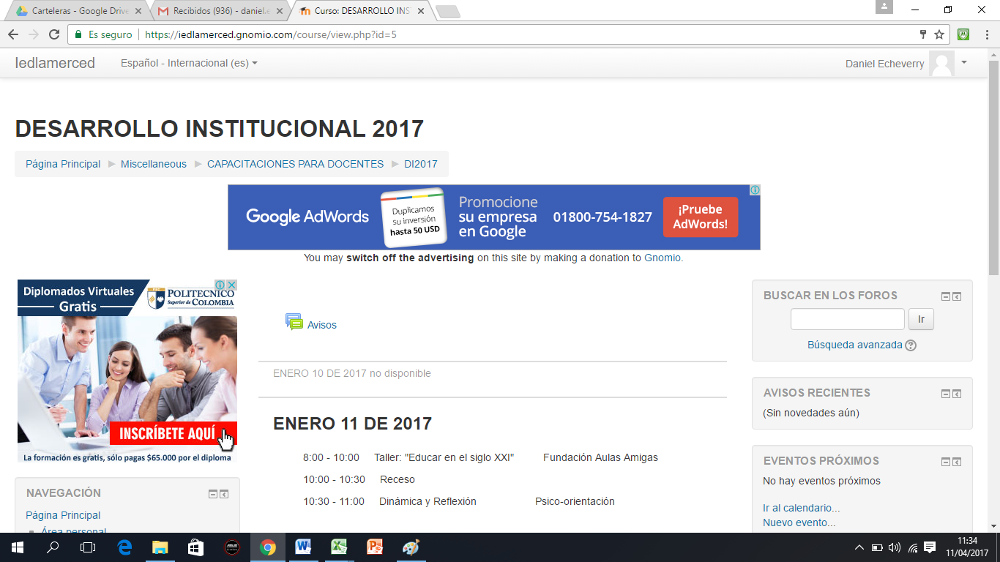 Carteleras - Google Drive
Recibidos (936) - daniel.e
Curso: DESARROLLO INS
Es seguro | https://iedlamerced.gnomio.com/course/view.php?id=5
Iedlamerced Español - Internacional (es) Daniel Echeverry
DESARROLLO INSTITUCIONAL 2017
Página Principal ► Miscellaneous ► CAPACITACIONES PARA DOCENTES ► DI2017
Google AdWords
Duplicamos
su inversión
hasta 50 USD
Promocione
su empresa
en Google
01800-754-1827
¡Pruebe
AdWords!
You may switch off the advertising on this site by making a donation to Gnomio.
Diplomados Virtuales
Gratis
POLITECNICO
Superior de COLOMBIA
INSCRÍBETE AQUÍ
La formación es gratis, sólo pagas $65.000 por el diploma
NAVEGACIÓN
Página Principal
Área personal
Avisos
ENERO 10 DE 2017 no disponible
ENERO 11 DE 2017
8:00 - 10:00 Taller: "Educar en el siglo XXI" Fundación Aulas Amigas
10:00 - 10:30 Receso
10:30 - 11:00 Dinámica y Reflexión Psico-orientación
BUSCAR EN LOS FOROS
Ir
Búsqueda avanzada
AVISOS RECIENTES
(Sin novedades aún)
EVENTOS PRÓXIMOS
No hay eventos próximos
Ir al calendario...
Nuevo evento...
11:34
11/04/2017